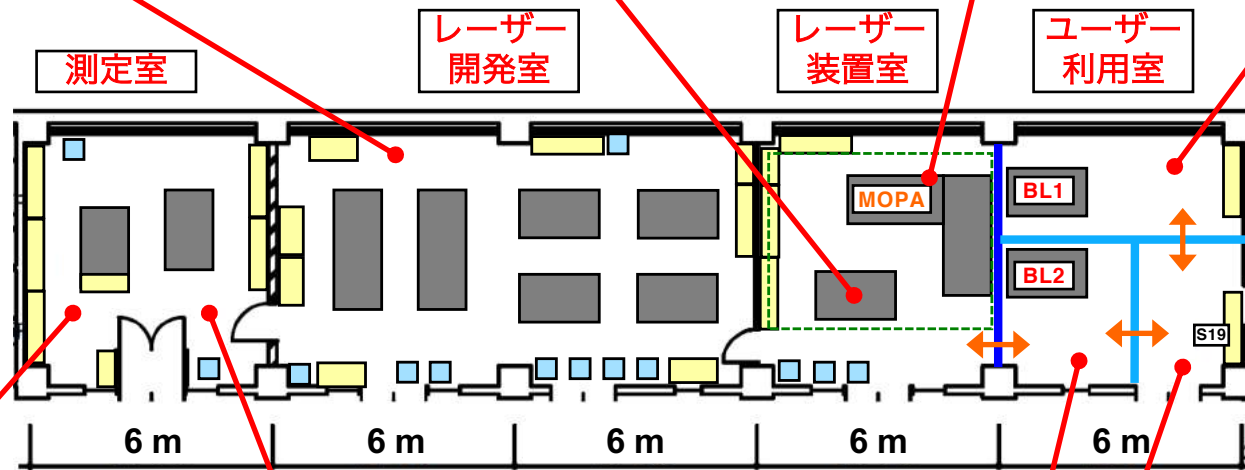 測定室
レーザー
開発室
レーザー
装置室
ユーザー
利用室
MOPA
BL1
BL2
S19
6 m
6 m
6 m
6 m
6 m